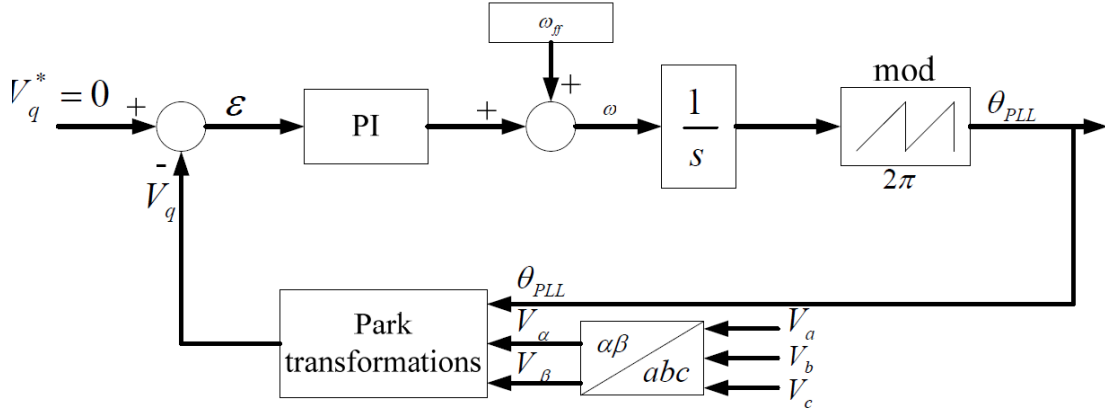 ω_ff
V_q^* = 0
+
ε
PI
+
+
ω
1/s
mod
2π
θ_PLL
-
V_q
θ_PLL
V_α
V_β
Park
transformations
αβ
abc
V_a
V_b
V_c